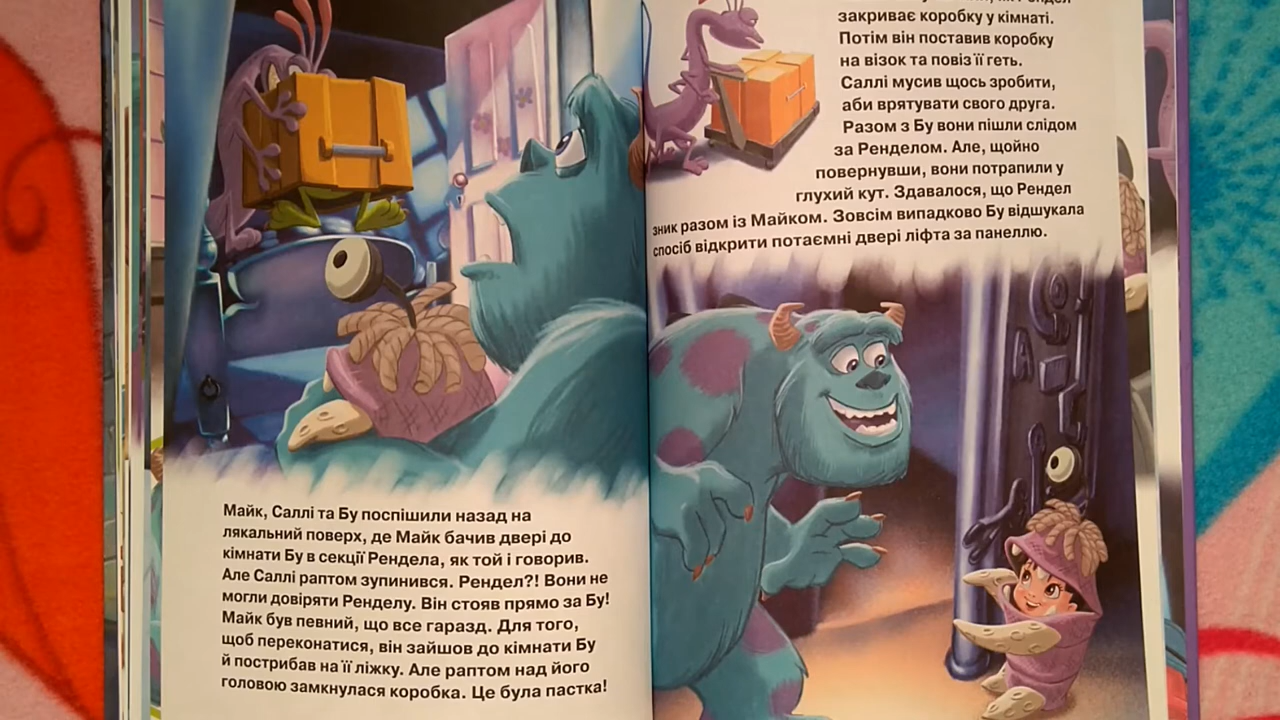 Майк, Саллі та Бу поспішили назад на
лякальний поверх, де Майк бачив двері до
кімнати Бу в секції Рендела, як той і говорив.
Але Саллі раптом зупинився. Рендел?! Вони не
могли довіряти Ренделу. Він стояв прямо за Бу!
Майк був певний, що все гаразд. Для того,
щоб переконатися, він зайшов до кімнати Бу
й пострибав на її ліжку. Але раптом над його
головою замкнулася коробка. Це була пастка!
закриває коробку у кімнаті.
Потім він поставив коробку
на візок та повіз її геть.
Саллі мусив щось зробити,
аби врятувати свого друга.
Разом з Бу вони пішли слідом
за Ренделом. Але, щойно
повернувши, вони потрапили у
глухий кут. Здавалося, що Рендел
зник разом із Майком. Зовсім випадково Бу відшукала
спосіб відкрити потаємні двері ліфта за панеллю.